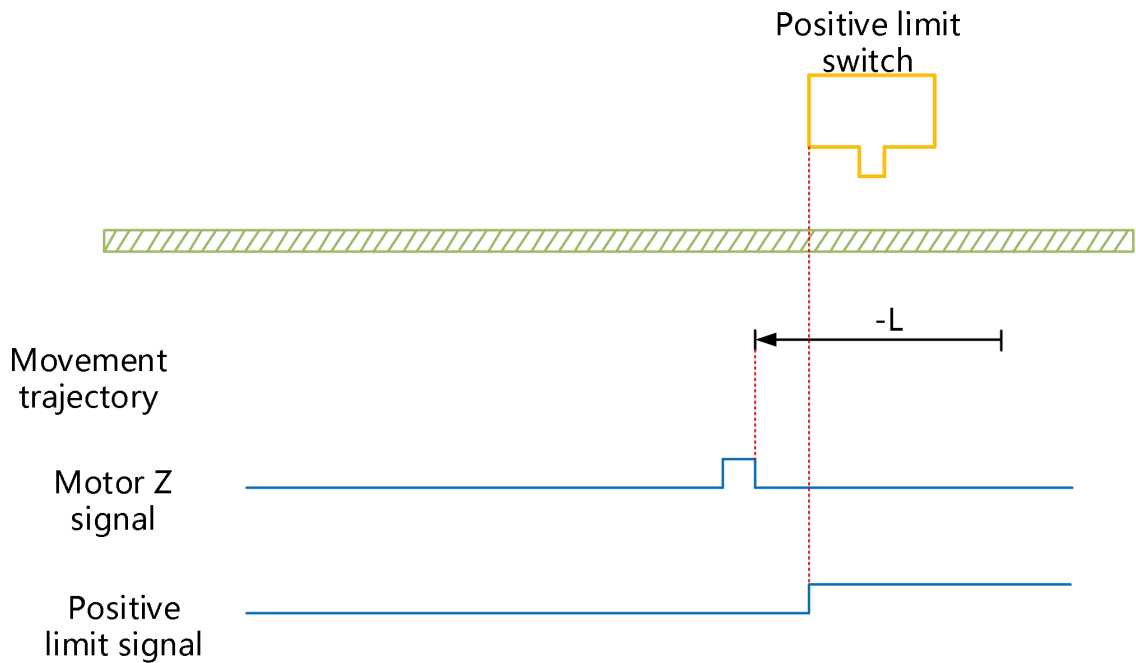 Positive limit
switch
-L
Movement
trajectory
Motor Z
signal
Positive
limit signal